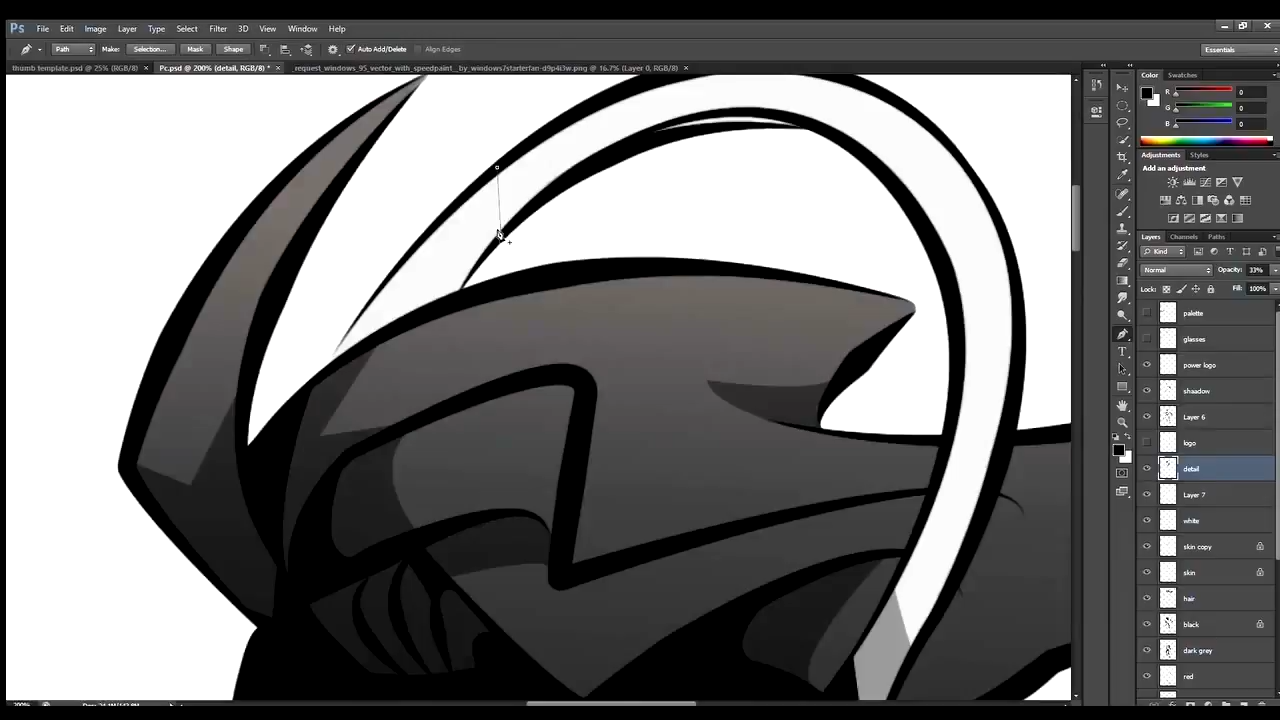 Ps File Edit Image Layer Type Select Filter 3D View Window Help
Path Make: Selection... Mask Shape Auto Add/Delete Align Edges Essentials
thumb template.psd @ 25% (RGB/8) × Pc.psd @ 200% (detail, RGB/8) * × _request_windows_95_vector_with_speedpaint__by_windows7starterfan-d9p4i3w.png @ 16.7% (Layer 0, RGB/8) ×
Color Swatches
R 0
G 0
B 0
Adjustments Styles
Add an adjustment
Layers Channels Paths
Kind
Normal Opacity: 33%
Lock: Fill: 100%
palette
glasses
power logo
shaadow
Layer 6
logo
detail
Layer 7
white
skin copy
skin
hair
black
dark grey
red
200%